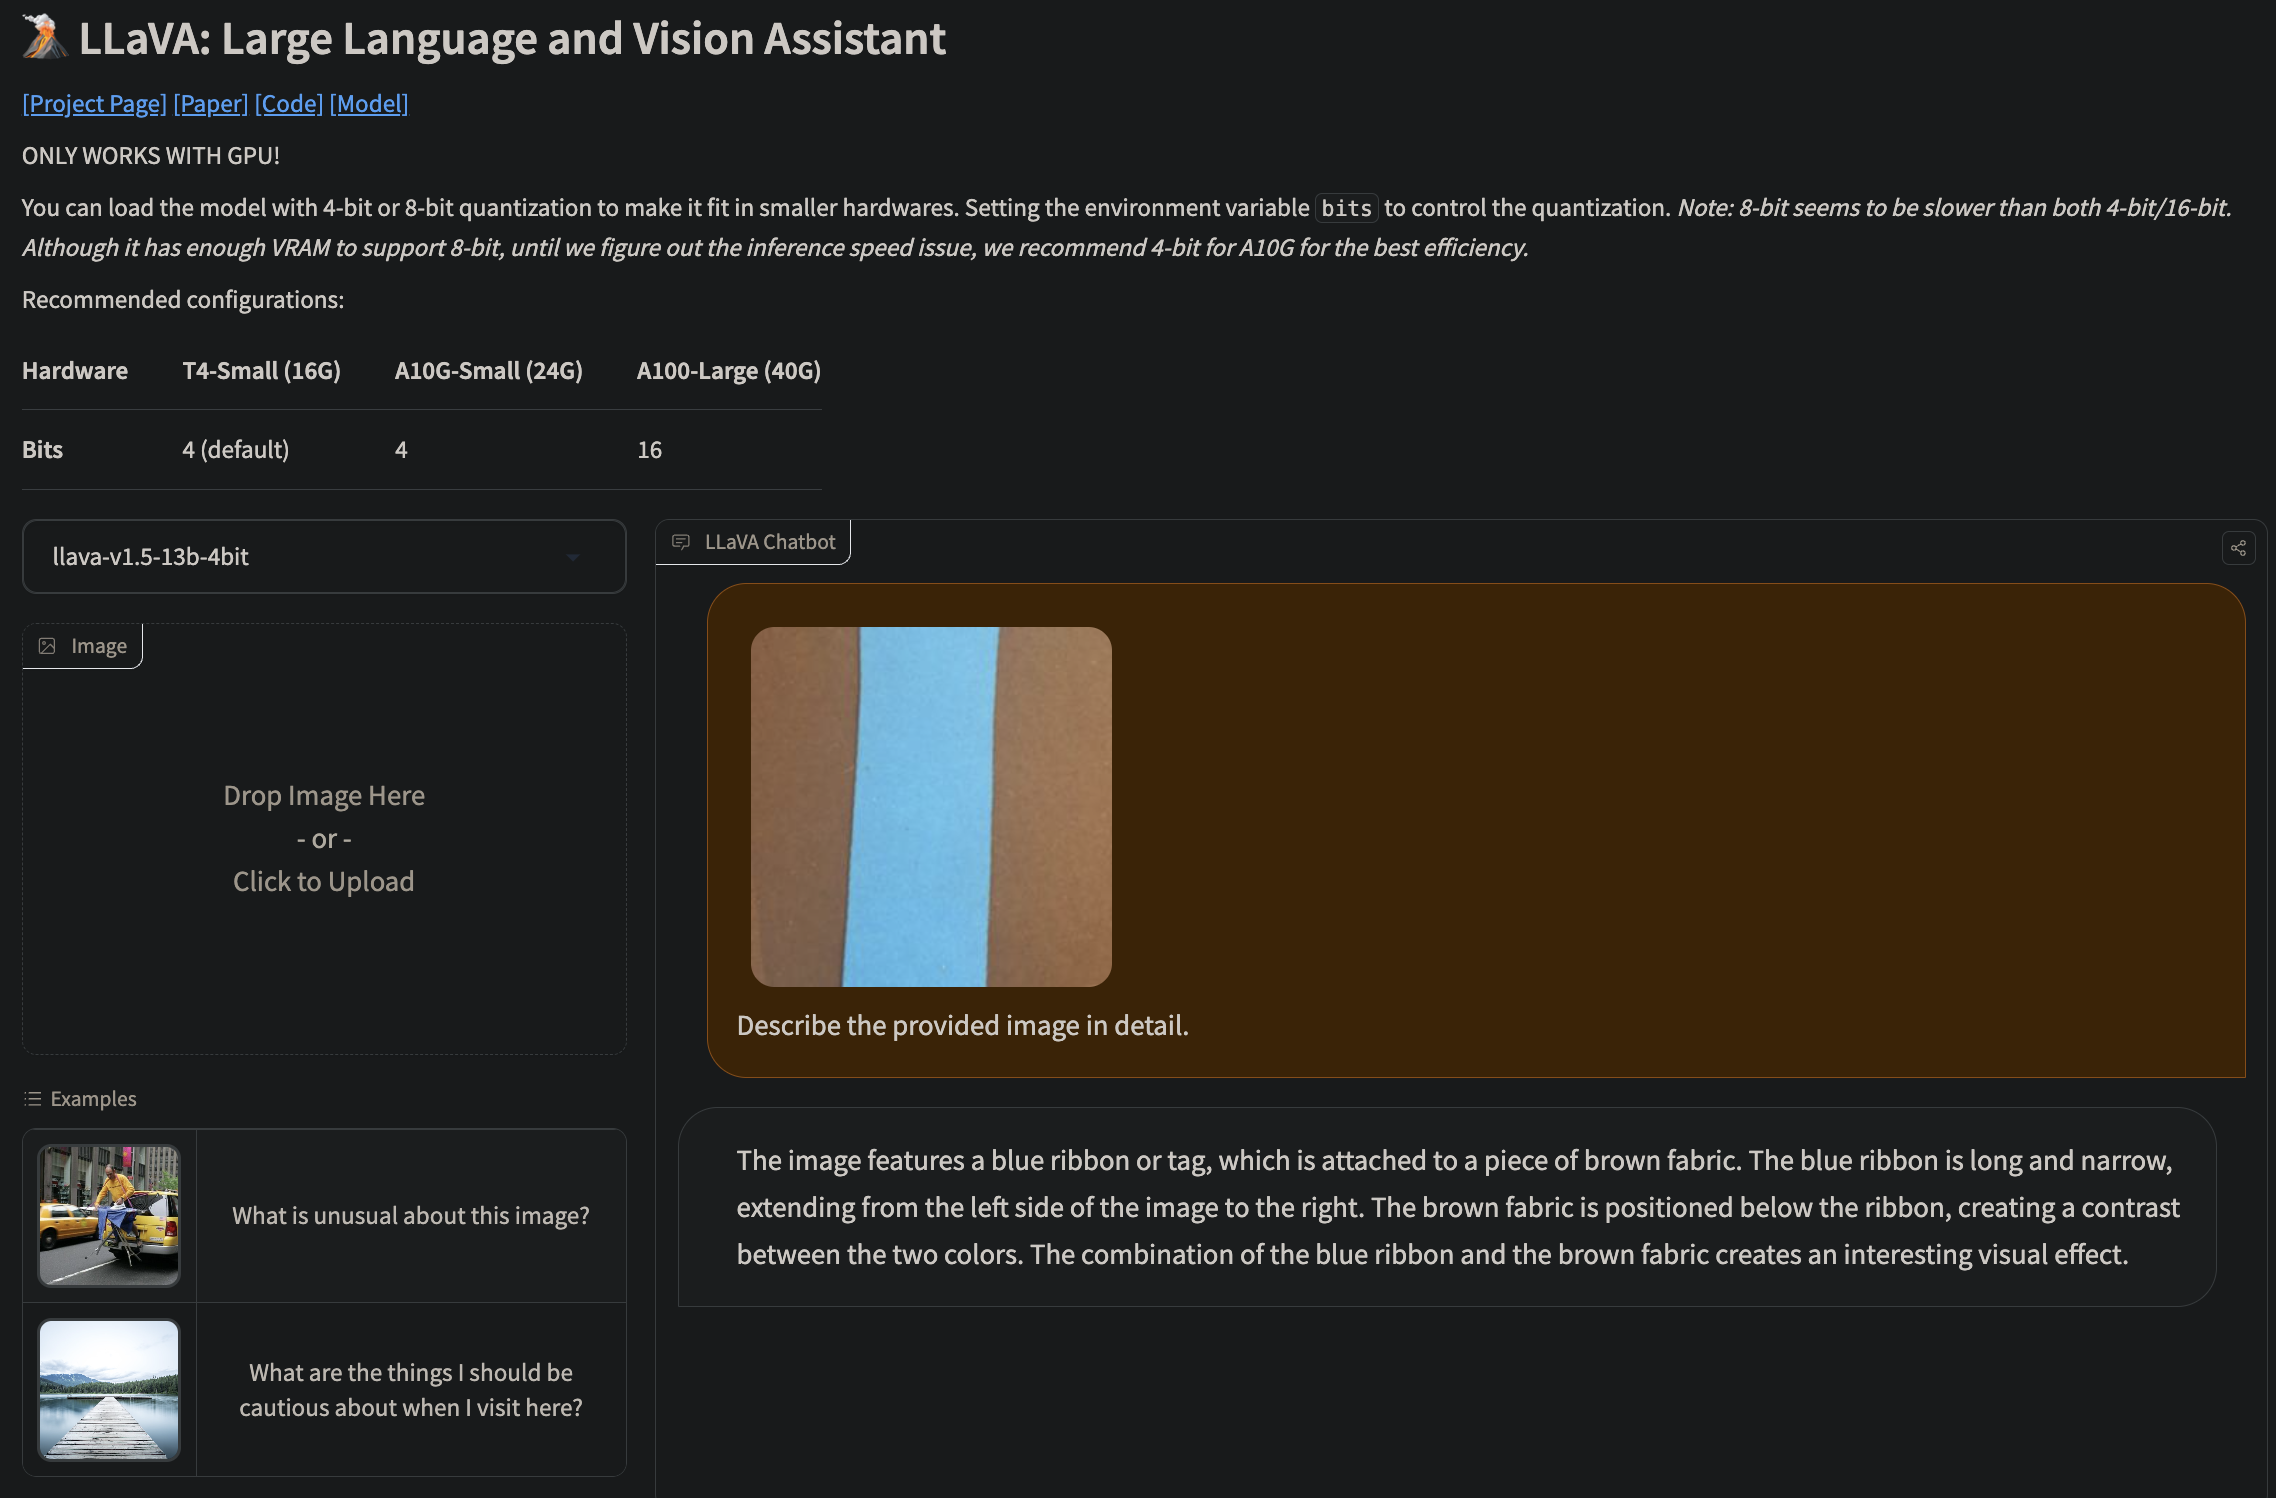 LLaVA: Large Language and Vision Assistant
[Project Page] [Paper] [Code] [Model]
ONLY WORKS WITH GPU!
You can load the model with 4-bit or 8-bit quantization to make it fit in smaller hardwares. Setting the environment variable bits to control the quantization. Note: 8-bit seems to be slower than both 4-bit/16-bit.
Although it has enough VRAM to support 8-bit, until we figure out the inference speed issue, we recommend 4-bit for A10G for the best efficiency.
Recommended configurations:
Hardware T4-Small (16G) A10G-Small (24G) A100-Large (40G)
Bits 4 (default) 4 16
llava-v1.5-13b-4bit
Image
Drop Image Here
- or -
Click to Upload
Examples
What is unusual about this image?
What are the things I should be
cautious about when I visit here?
LLaVA Chatbot
Describe the provided image in detail.
The image features a blue ribbon or tag, which is attached to a piece of brown fabric. The blue ribbon is long and narrow,
extending from the left side of the image to the right. The brown fabric is positioned below the ribbon, creating a contrast
between the two colors. The combination of the blue ribbon and the brown fabric creates an interesting visual effect.